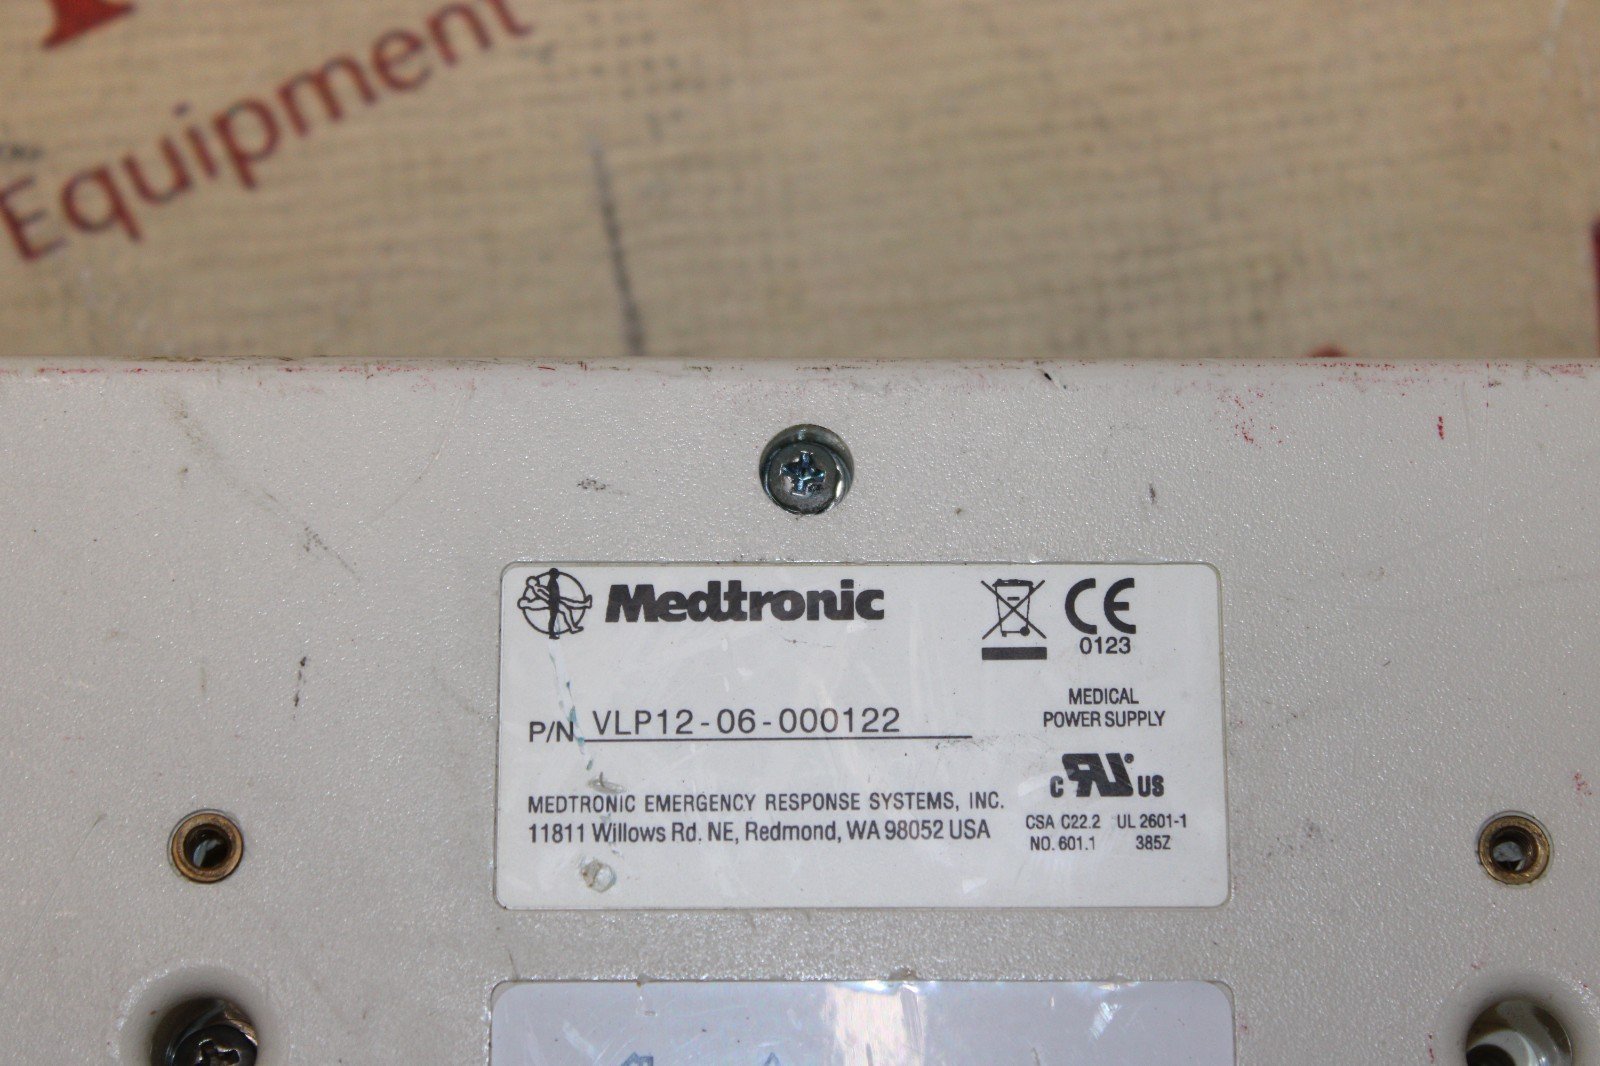 Equipment
Medtronic
CE
0123
P/N VLP12-06-000122
MEDICAL
POWER SUPPLY
C RU US
MEDTRONIC EMERGENCY RESPONSE SYSTEMS, INC.
11811 Willows Rd. NE, Redmond, WA 98052 USA
CSA C22.2 UL 2601-1
NO. 601.1 385Z